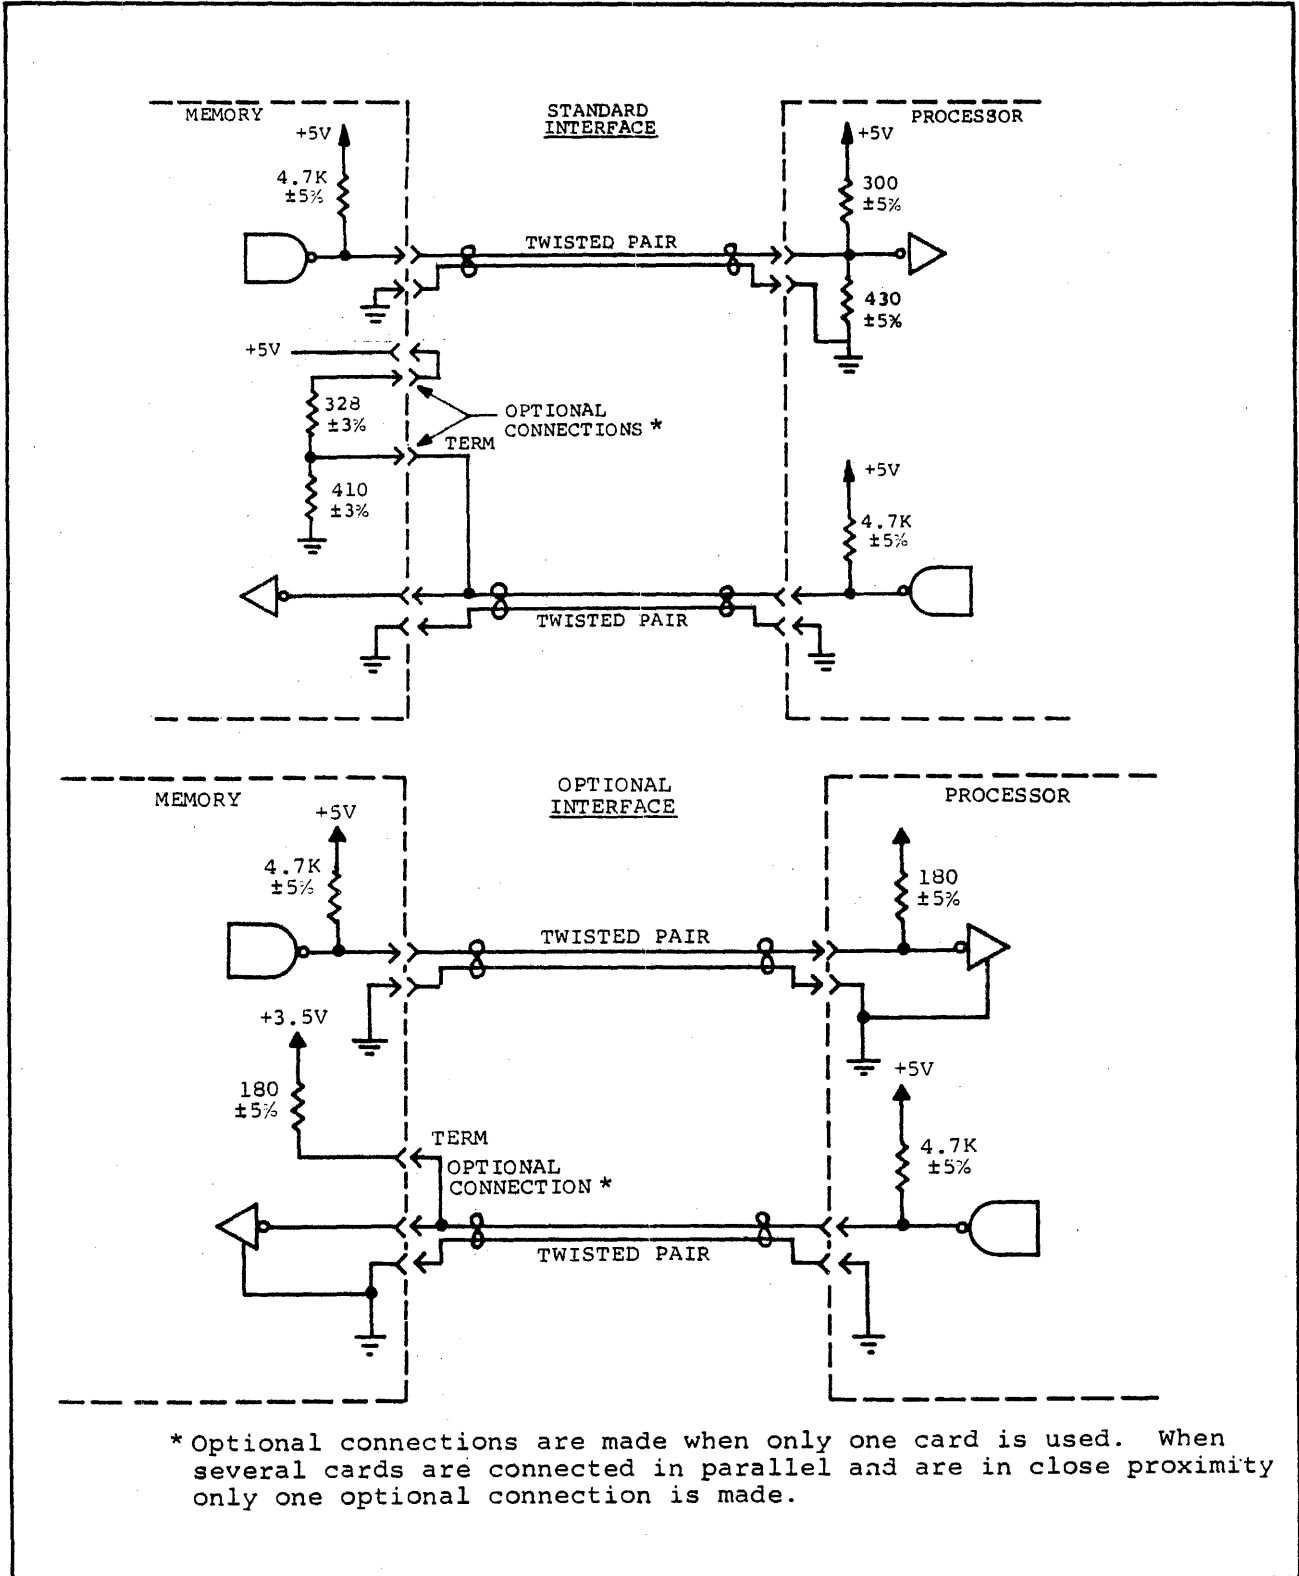 MEMORY
STANDARD
INTERFACE
PROCESSOR
+5V
4.7K
±5%
TWISTED PAIR
+5V
300
±5%
430
±5%
+5V
328
±3%
OPTIONAL
CONNECTIONS *
TERM
410
±3%
+5V
4.7K
±5%
TWISTED PAIR
MEMORY
OPTIONAL
INTERFACE
PROCESSOR
+5V
4.7K
±5%
TWISTED PAIR
180
±5%
+3.5V
180
±5%
TERM
OPTIONAL
CONNECTION *
+5V
4.7K
±5%
TWISTED PAIR
* Optional connections are made when only one card is used. When
several cards are connected in parallel and are in close proximity
only one optional connection is made.